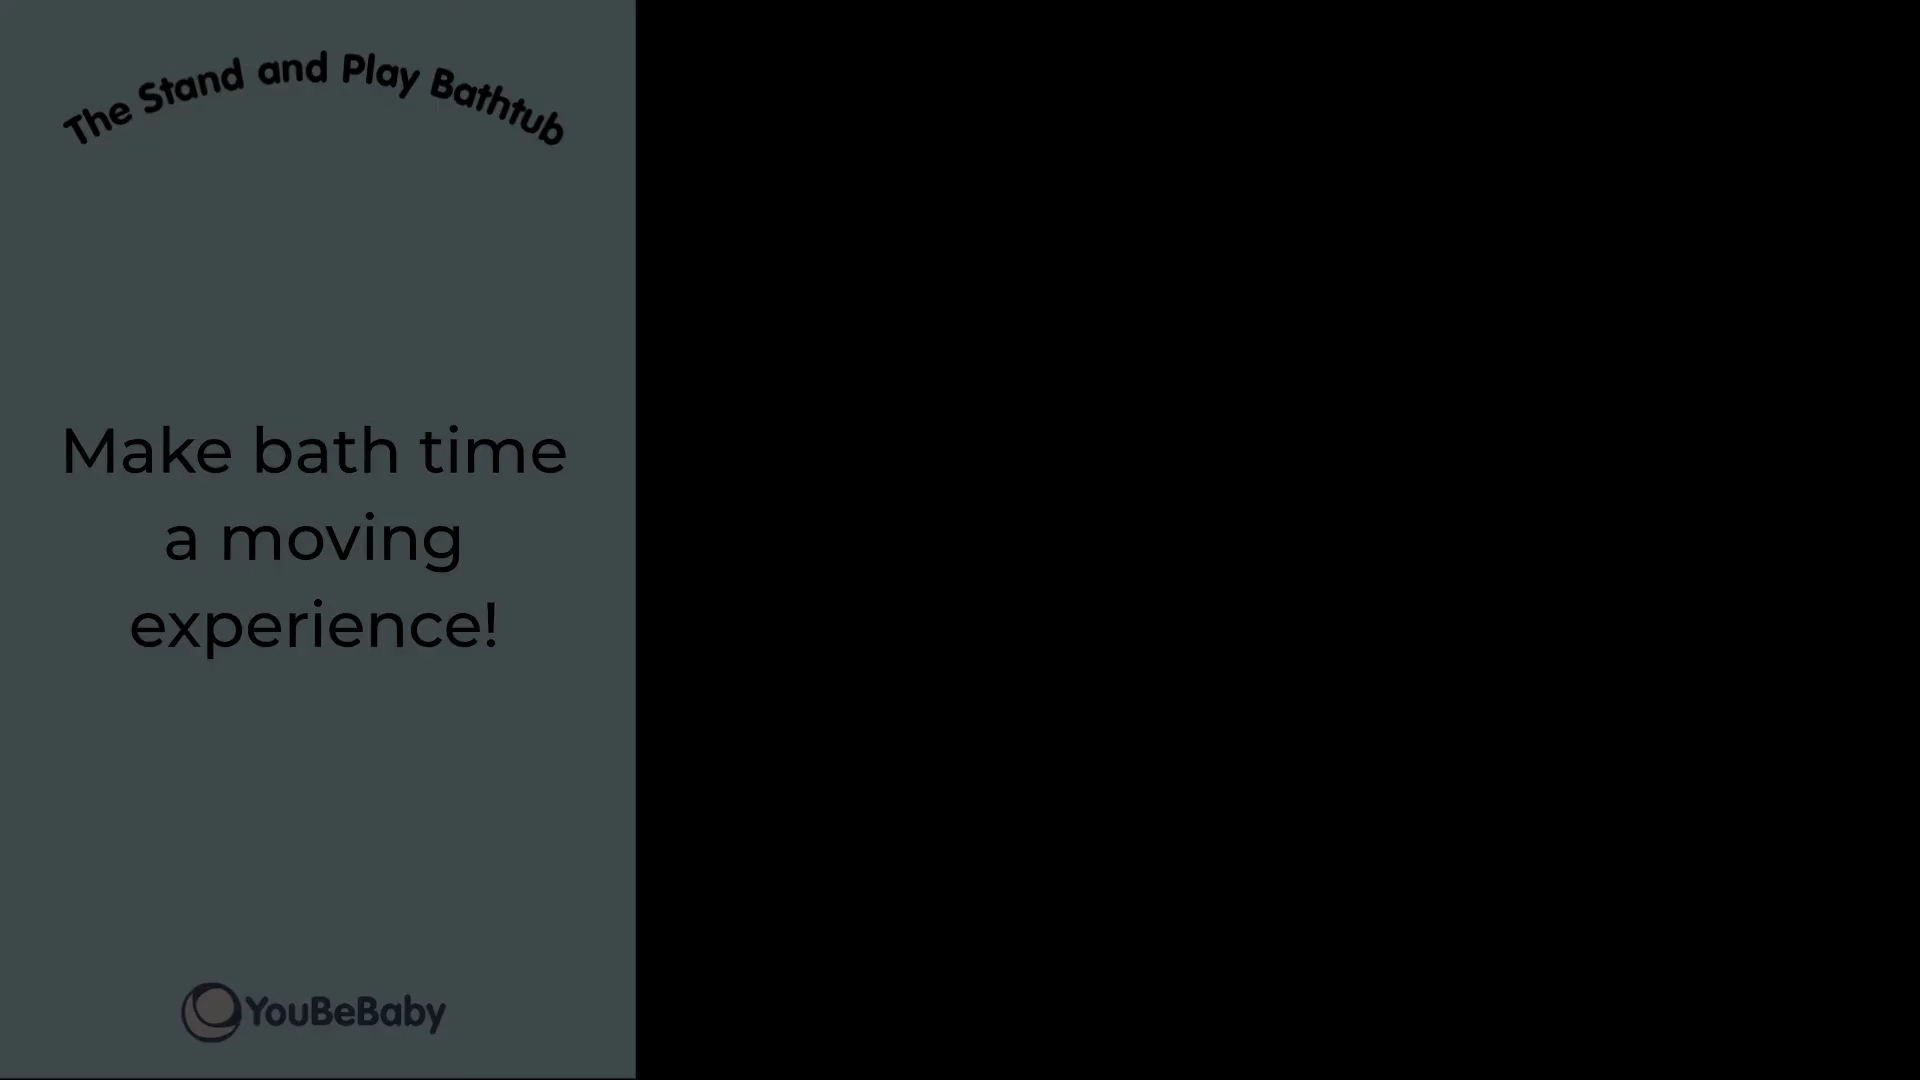 The Stand and Play Bathtub
Make bath time
a moving
experience!
YouBeBaby